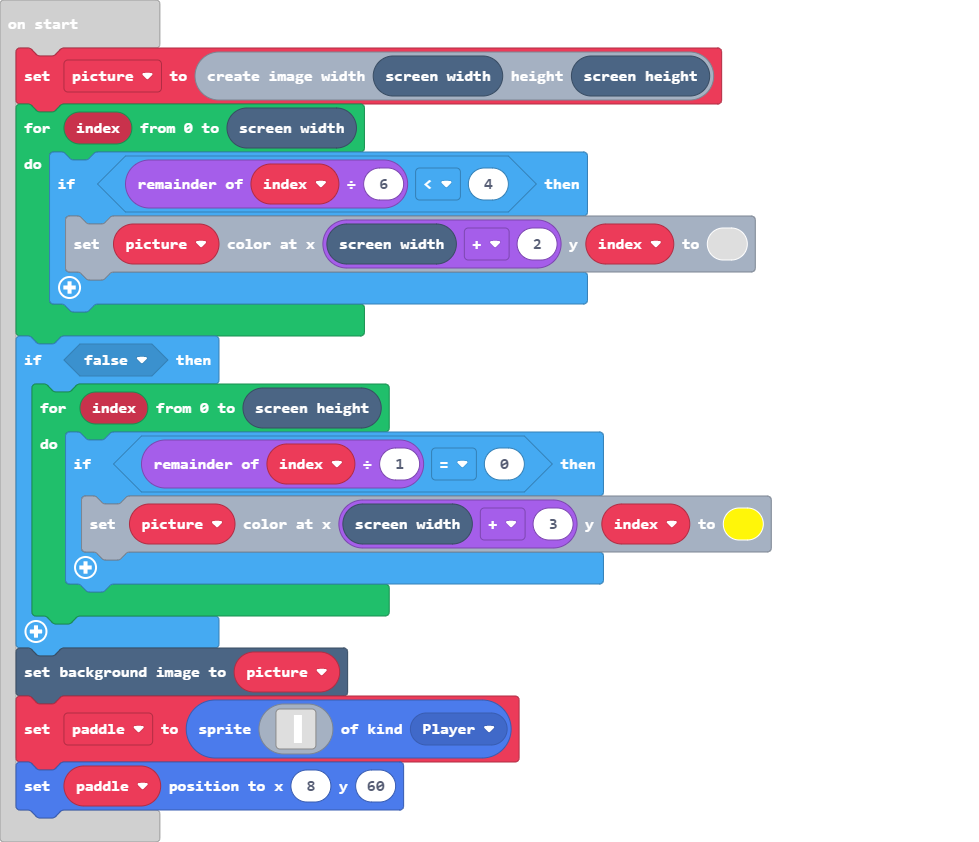 on start
set picture to create image width screen width height screen height
for index from 0 to screen width
do
if remainder of index ÷ 6 < 4 then
set picture color at x screen width + 2 y index to
if false then
for index from 0 to screen height
do
if remainder of index ÷ 1 = 0 then
set picture color at x screen width + 3 y index to
set background image to picture
set paddle to sprite of kind Player
set paddle position to x 8 y 60